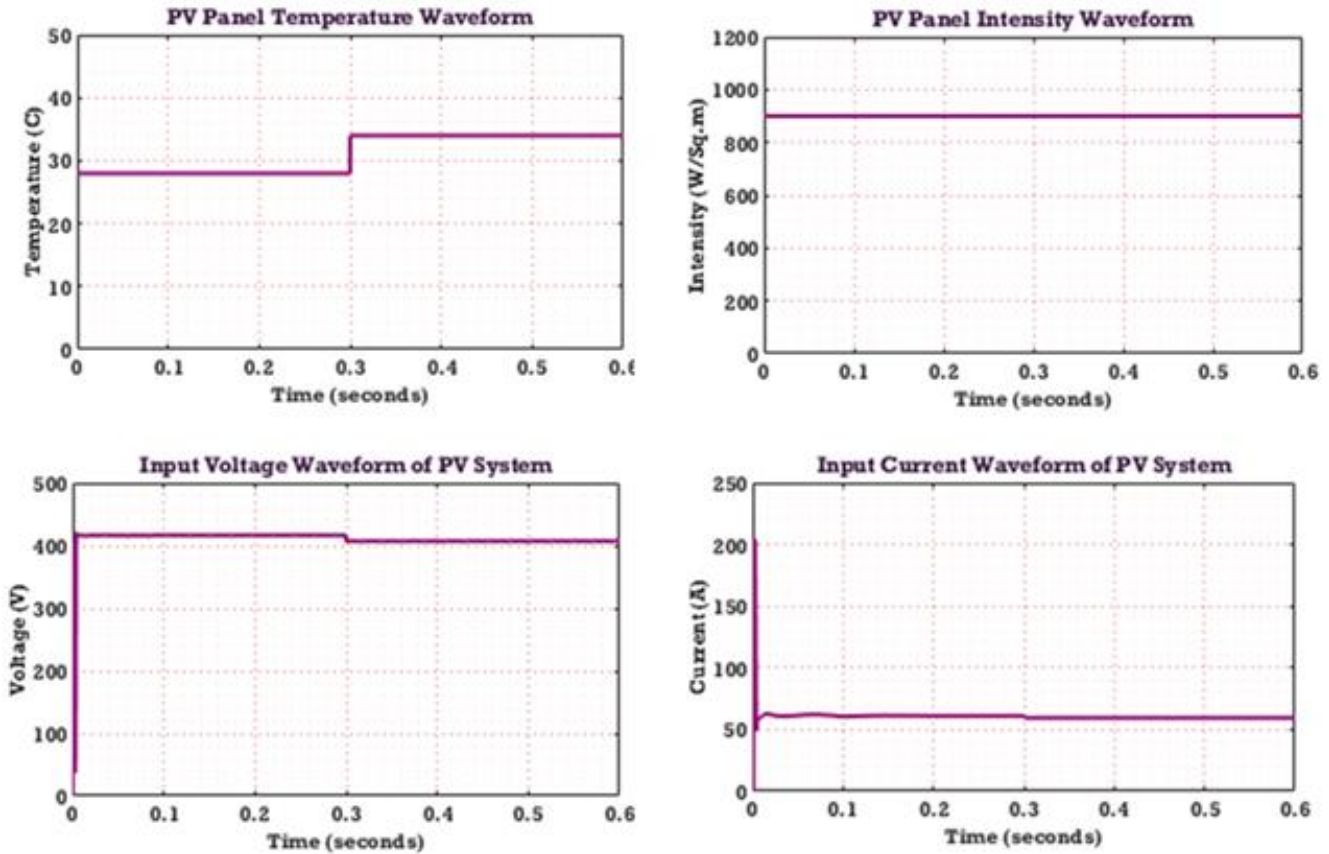 PV Panel Temperature Waveform
50
40
30
20
10
0
Temperature (C)
0 0.1 0.2 0.3 0.4 0.5 0.6
Time (seconds)
PV Panel Intensity Waveform
1200
1000
800
600
400
200
0
Intensity (W/Sq.m)
0 0.1 0.2 0.3 0.4 0.5 0.6
Time (seconds)
Input Voltage Waveform of PV System
500
400
300
200
100
0
Voltage (V)
0 0.1 0.2 0.3 0.4 0.5 0.6
Time (seconds)
Input Current Waveform of PV System
250
200
150
100
50
0
Current (A)
0 0.1 0.2 0.3 0.4 0.5 0.6
Time (seconds)